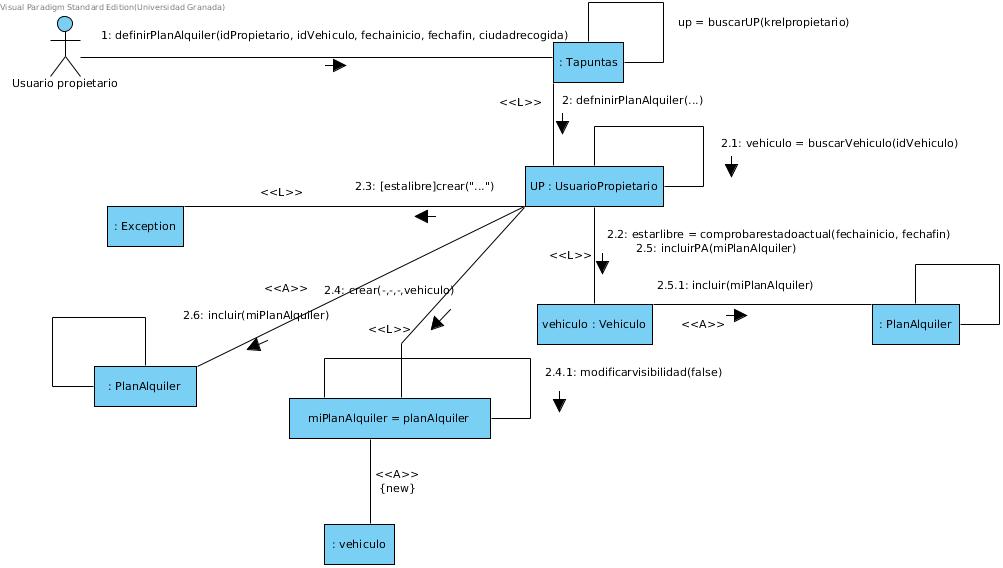 Visual Paradigm Standard Edition(Universidad Granada)
up = buscarUP(krelpropietario)
1: definirPlanAlquiler(idPropietario, idVehiculo, fechainicio, fechafin, ciudadrecogida)
: Tapuntas
Usuario propietario
<<L>>
2: defninirPlanAlquiler(...)
2.1: vehiculo = buscarVehiculo(idVehiculo)
2.3: [estalibre]crear("...")
UP : UsuarioPropietario
<<L>>
: Exception
2.2: estarlibre = comprobarestadoactual(fechainicio, fechafin)
2.5: incluirPA(miPlanAlquiler)
<<L>>
2.5.1: incluir(miPlanAlquiler)
<<A>>
2.4: crear(-,-,-,vehiculo)
2.6: incluir(miPlanAlquiler)
vehiculo : Vehiculo
<<A>>
: PlanAlquiler
<<L>>
2.4.1: modificarvisibilidad(false)
: PlanAlquiler
miPlanAlquiler = planAlquiler
<<A>>
{new}
: vehiculo